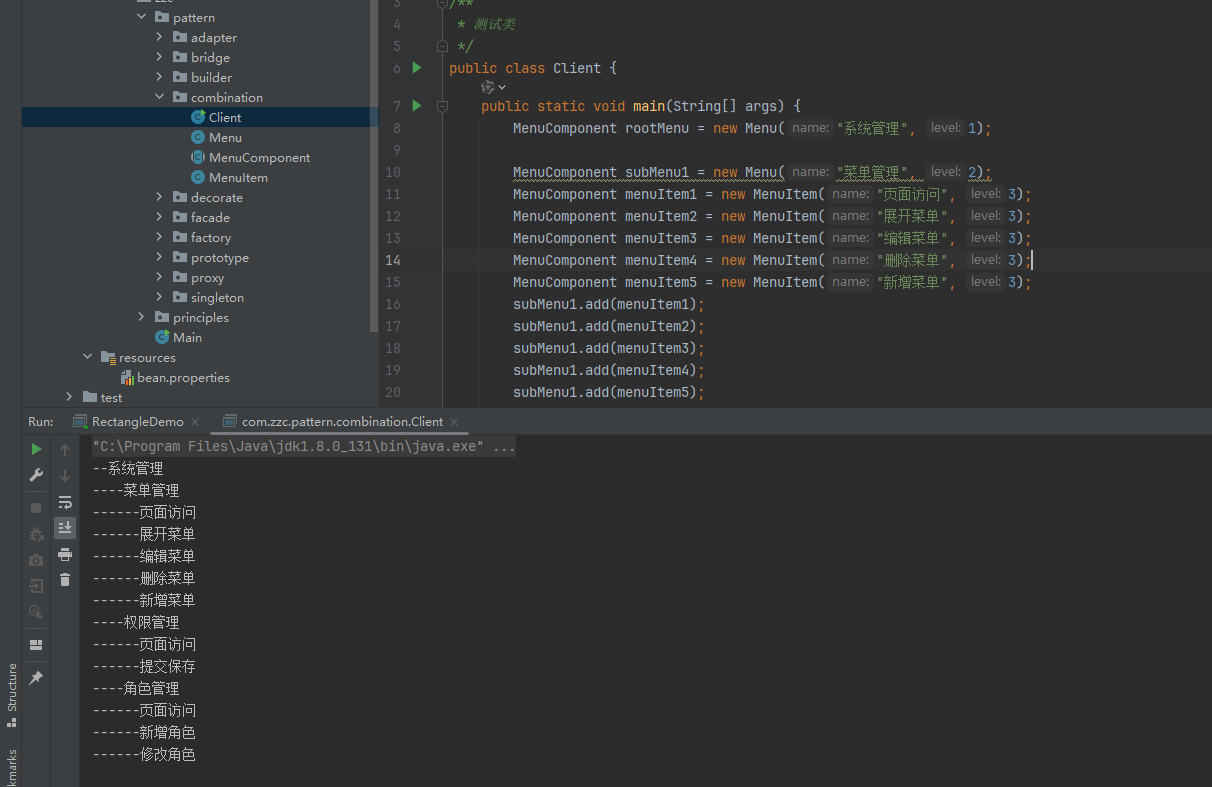 pattern
adapter
bridge
builder
combination
Client
Menu
MenuComponent
MenuItem
decorate
facade
factory
prototype
proxy
singleton
principles
Main
resources
bean.properties
test
3 /**
4 * 测试类
5 */
6 public class Client {
7 public static void main(String[] args) {
8 MenuComponent rootMenu = new Menu( name: "系统管理", level: 1);
9
10 MenuComponent subMenu1 = new Menu( name: "菜单管理", level: 2);
11 MenuComponent menuItem1 = new MenuItem( name: "页面访问", level: 3);
12 MenuComponent menuItem2 = new MenuItem( name: "展开菜单", level: 3);
13 MenuComponent menuItem3 = new MenuItem( name: "编辑菜单", level: 3);
14 MenuComponent menuItem4 = new MenuItem( name: "删除菜单", level: 3);
15 MenuComponent menuItem5 = new MenuItem( name: "新增菜单", level: 3);
16 subMenu1.add(menuItem1);
17 subMenu1.add(menuItem2);
18 subMenu1.add(menuItem3);
19 subMenu1.add(menuItem4);
20 subMenu1.add(menuItem5);
Run: RectangleDemo com.zzc.pattern.combination.Client
"C:\Program Files\Java\jdk1.8.0_131\bin\java.exe" ...
--系统管理
----菜单管理
------页面访问
------展开菜单
------编辑菜单
------删除菜单
------新增菜单
----权限管理
------页面访问
------提交保存
----角色管理
------页面访问
------新增角色
------修改角色
Structure